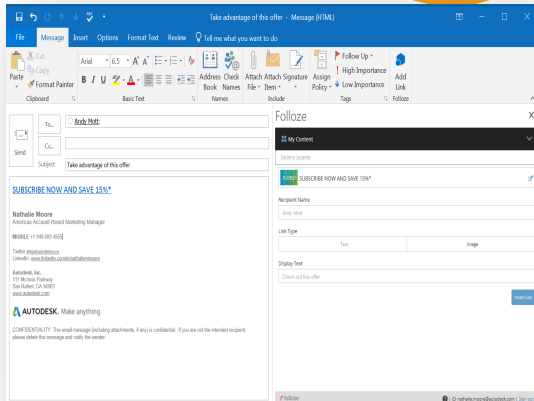 Take advantage of this offer - Message (HTML)
File Message Insert Options Format Text Review Tell me what you want to do
Paste
Cut
Copy
Format Painter
Clipboard
Arial 6.5
B I U
Basic Text
Address Book
Check Names
Names
Attach File
Attach Item
Signature
Include
Assign Policy
Follow Up
High Importance
Low Importance
Tags
Add Link
Folloze
Send
To...
Andy Mott;
Cc...
Subject Take advantage of this offer
SUBSCRIBE NOW AND SAVE 15%*
Nathalie Moore
Americas Account-Based Marketing Manager
MOBILE
Autodesk, Inc.
111 McInnis Parkway
San Rafael, CA 94903
www.autodesk.com
AUTODESK. Make anything
CONFIDENTIALITY: This email message (including attachments, if any) is confidential. If you are not the intended recipient,
please delete this message and notify the sender.
Folloze X
My Content
Search boards
SUBSCRIBE NOW AND SAVE 15%*
Recipient Name
Andy Mott
Link Type
Text Image
Display Text
Check out this offer
Insert Link
Folloze
nathalie.moore@autodesk.com | Sign out